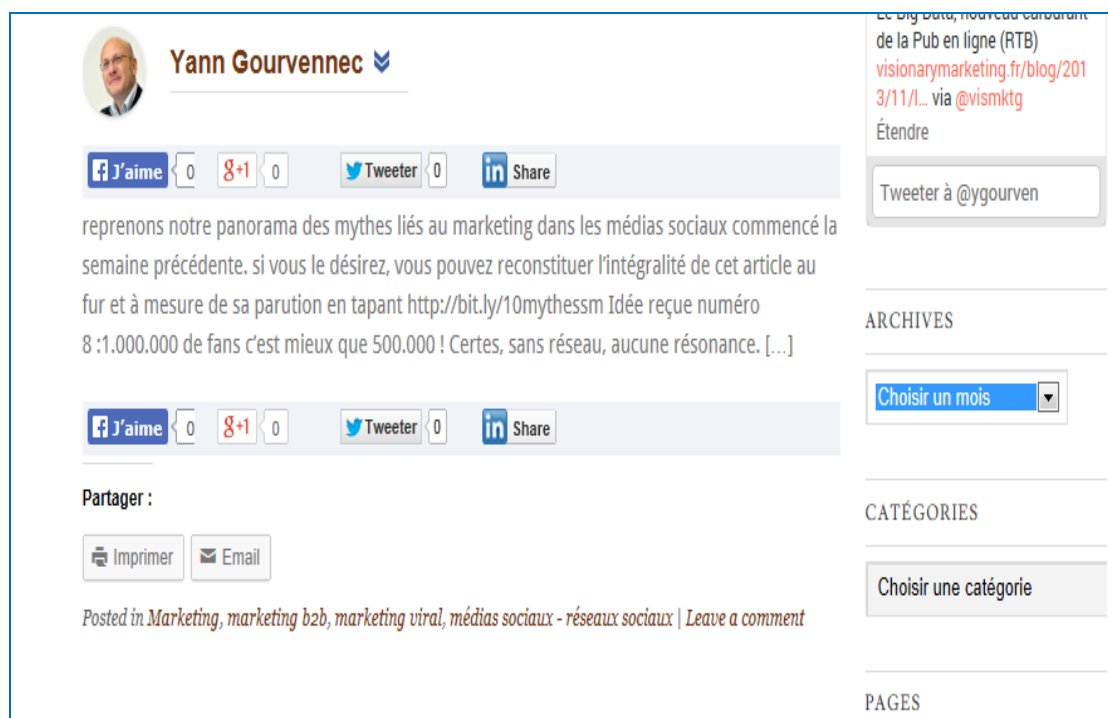 Yann Gourvennec
J'aime 0 g+1 0 Tweeter 0 in Share
reprenons notre panorama des mythes liés au marketing dans les médias sociaux commencé la
semaine précédente. si vous le désirez, vous pouvez reconstituer l'intégralité de cet article au
fur et à mesure de sa parution en tapant http://bit.ly/10mythessm Idée reçue numéro
8 :1.000.000 de fans c'est mieux que 500.000 ! Certes, sans réseau, aucune résonance. […]
J'aime 0 g+1 0 Tweeter 0 in Share
Partager :
Imprimer Email
Posted in Marketing, marketing b2b, marketing viral, médias sociaux - réseaux sociaux | Leave a comment
Le Big Data, nouveau carburant
de la Pub en ligne (RTB)
visionarymarketing.fr/blog/201
3/11/l… via @vismktg
Étendre
Tweeter à @ygourven
ARCHIVES
Choisir un mois
CATÉGORIES
Choisir une catégorie
PAGES